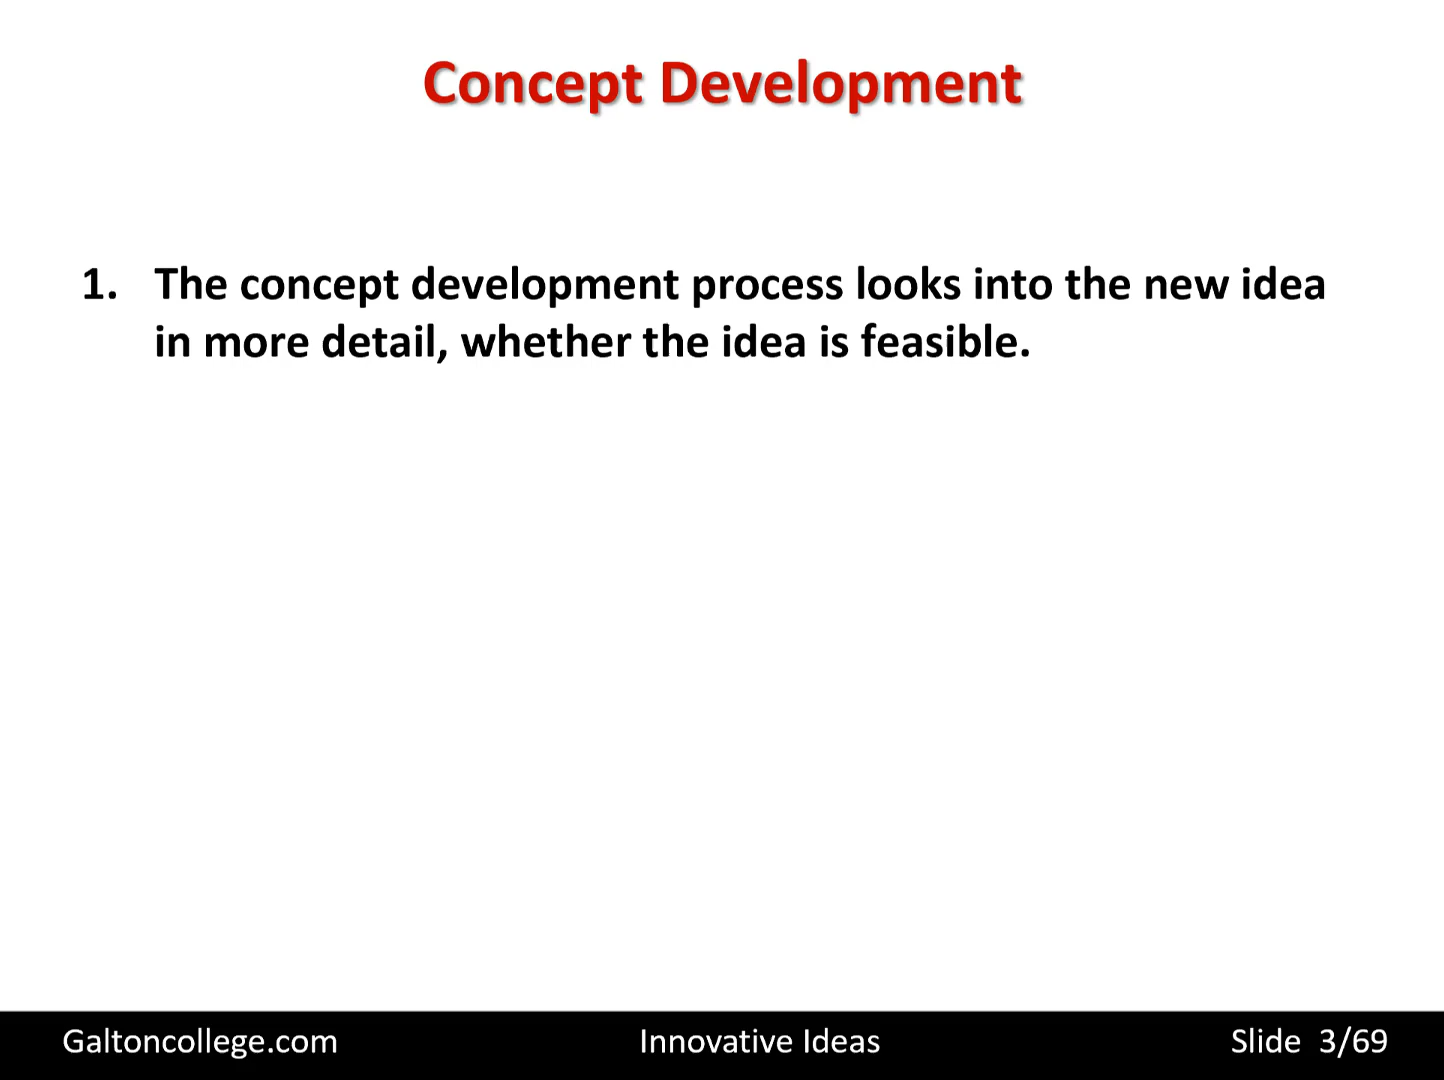 Concept Development
1. The concept development process looks into the new idea
in more detail, whether the idea is feasible.
Galtoncollege.com Innovative Ideas Slide 3/69